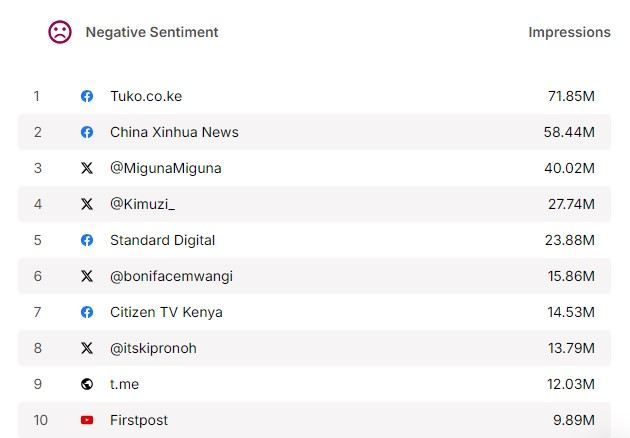 Negative Sentiment Impressions
1 Tuko.co.ke 71.85M
2 China Xinhua News 58.44M
3 @MigunaMiguna 40.02M
4 @Kimuzi_ 27.74M
5 Standard Digital 23.88M
6 @bonifacemwangi 15.86M
7 Citizen TV Kenya 14.53M
8 @itskipronoh 13.79M
9 t.me 12.03M
10 Firstpost 9.89M